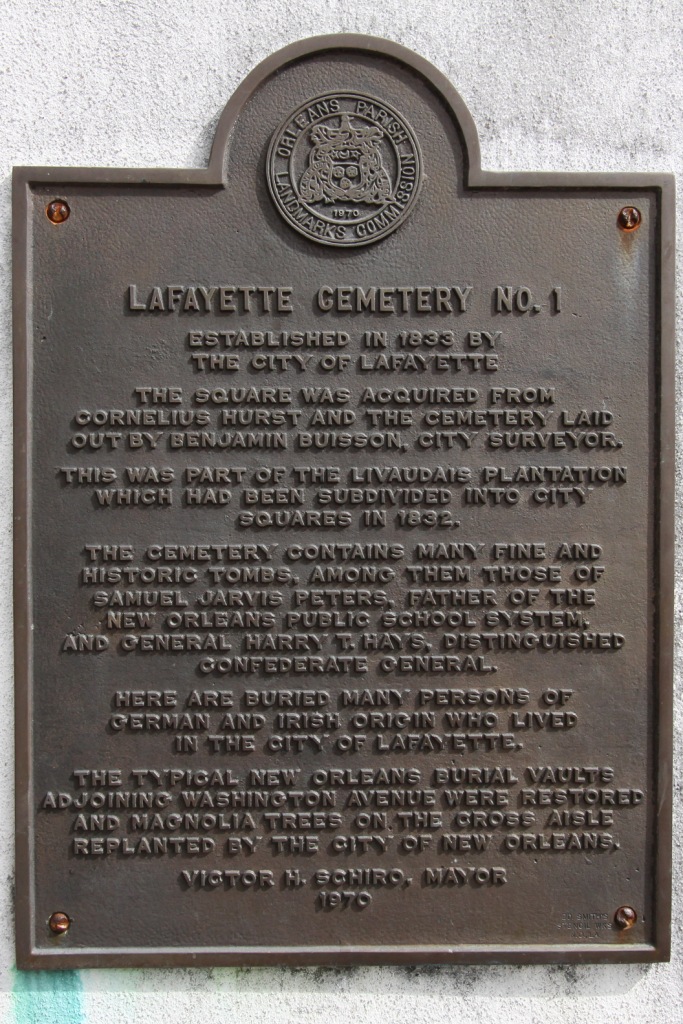 ORLEANS PARISH
LANDMARKS COMMISSION
1970
LAFAYETTE CEMETERY NO. 1
ESTABLISHED IN 1833 BY
THE CITY OF LAFAYETTE
THE SQUARE WAS ACQUIRED FROM
CORNELIUS HURST AND THE CEMETERY LAID
OUT BY BENJAMIN BUISSON, CITY SURVEYOR.
THIS WAS PART OF THE LIVAUDAIS PLANTATION
WHICH HAD BEEN SUBDIVIDED INTO CITY
SQUARES IN 1832.
THE CEMETERY CONTAINS MANY FINE AND
HISTORIC TOMBS, AMONG THEM THOSE OF
SAMUEL JARVIS PETERS, FATHER OF THE
NEW ORLEANS PUBLIC SCHOOL SYSTEM,
AND GENERAL HARRY T. HAYS, DISTINGUISHED
CONFEDERATE GENERAL.
HERE ARE BURIED MANY PERSONS OF
GERMAN AND IRISH ORIGIN WHO LIVED
IN THE CITY OF LAFAYETTE.
THE TYPICAL NEW ORLEANS BURIAL VAULTS
ADJOINING WASHINGTON AVENUE WERE RESTORED
AND MAGNOLIA TREES ON THE CROSS AISLE
REPLANTED BY THE CITY OF NEW ORLEANS.
VICTOR H. SCHIRO, MAYOR
1970